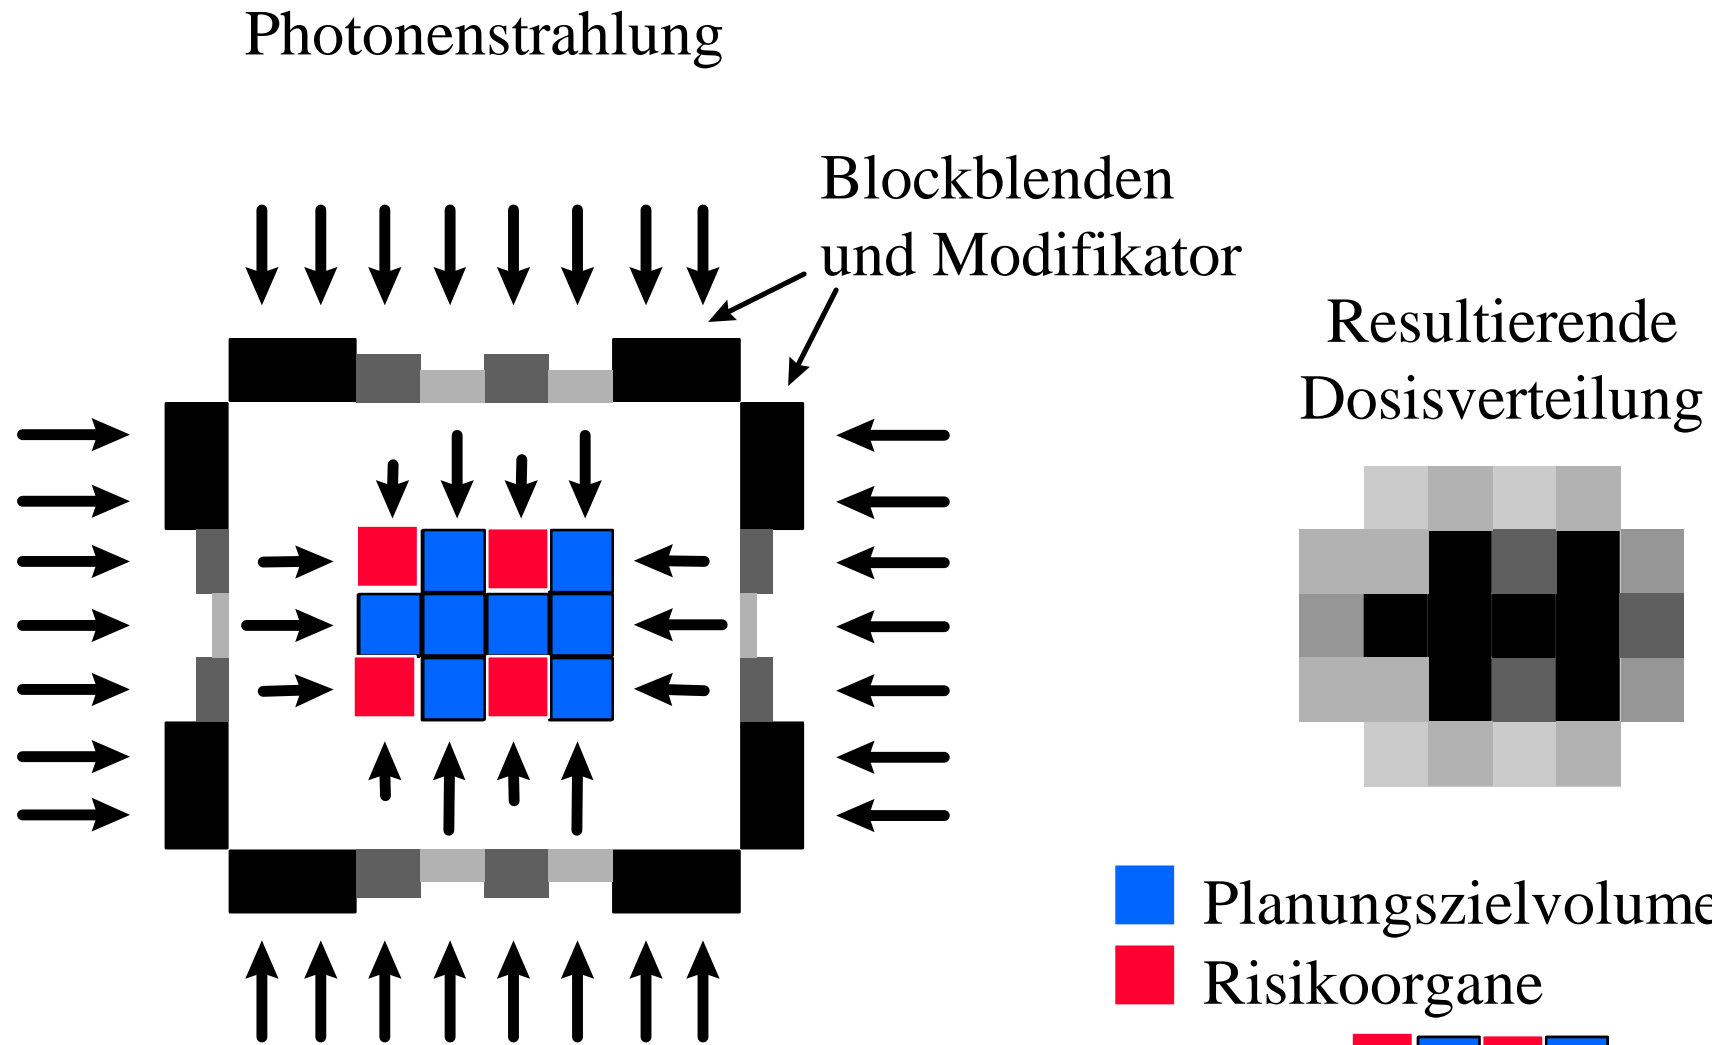 Photonenstrahlung
Blockblenden
und Modifikator
Resultierende
Dosisverteilung
Planungszielvolume
Risikoorgane